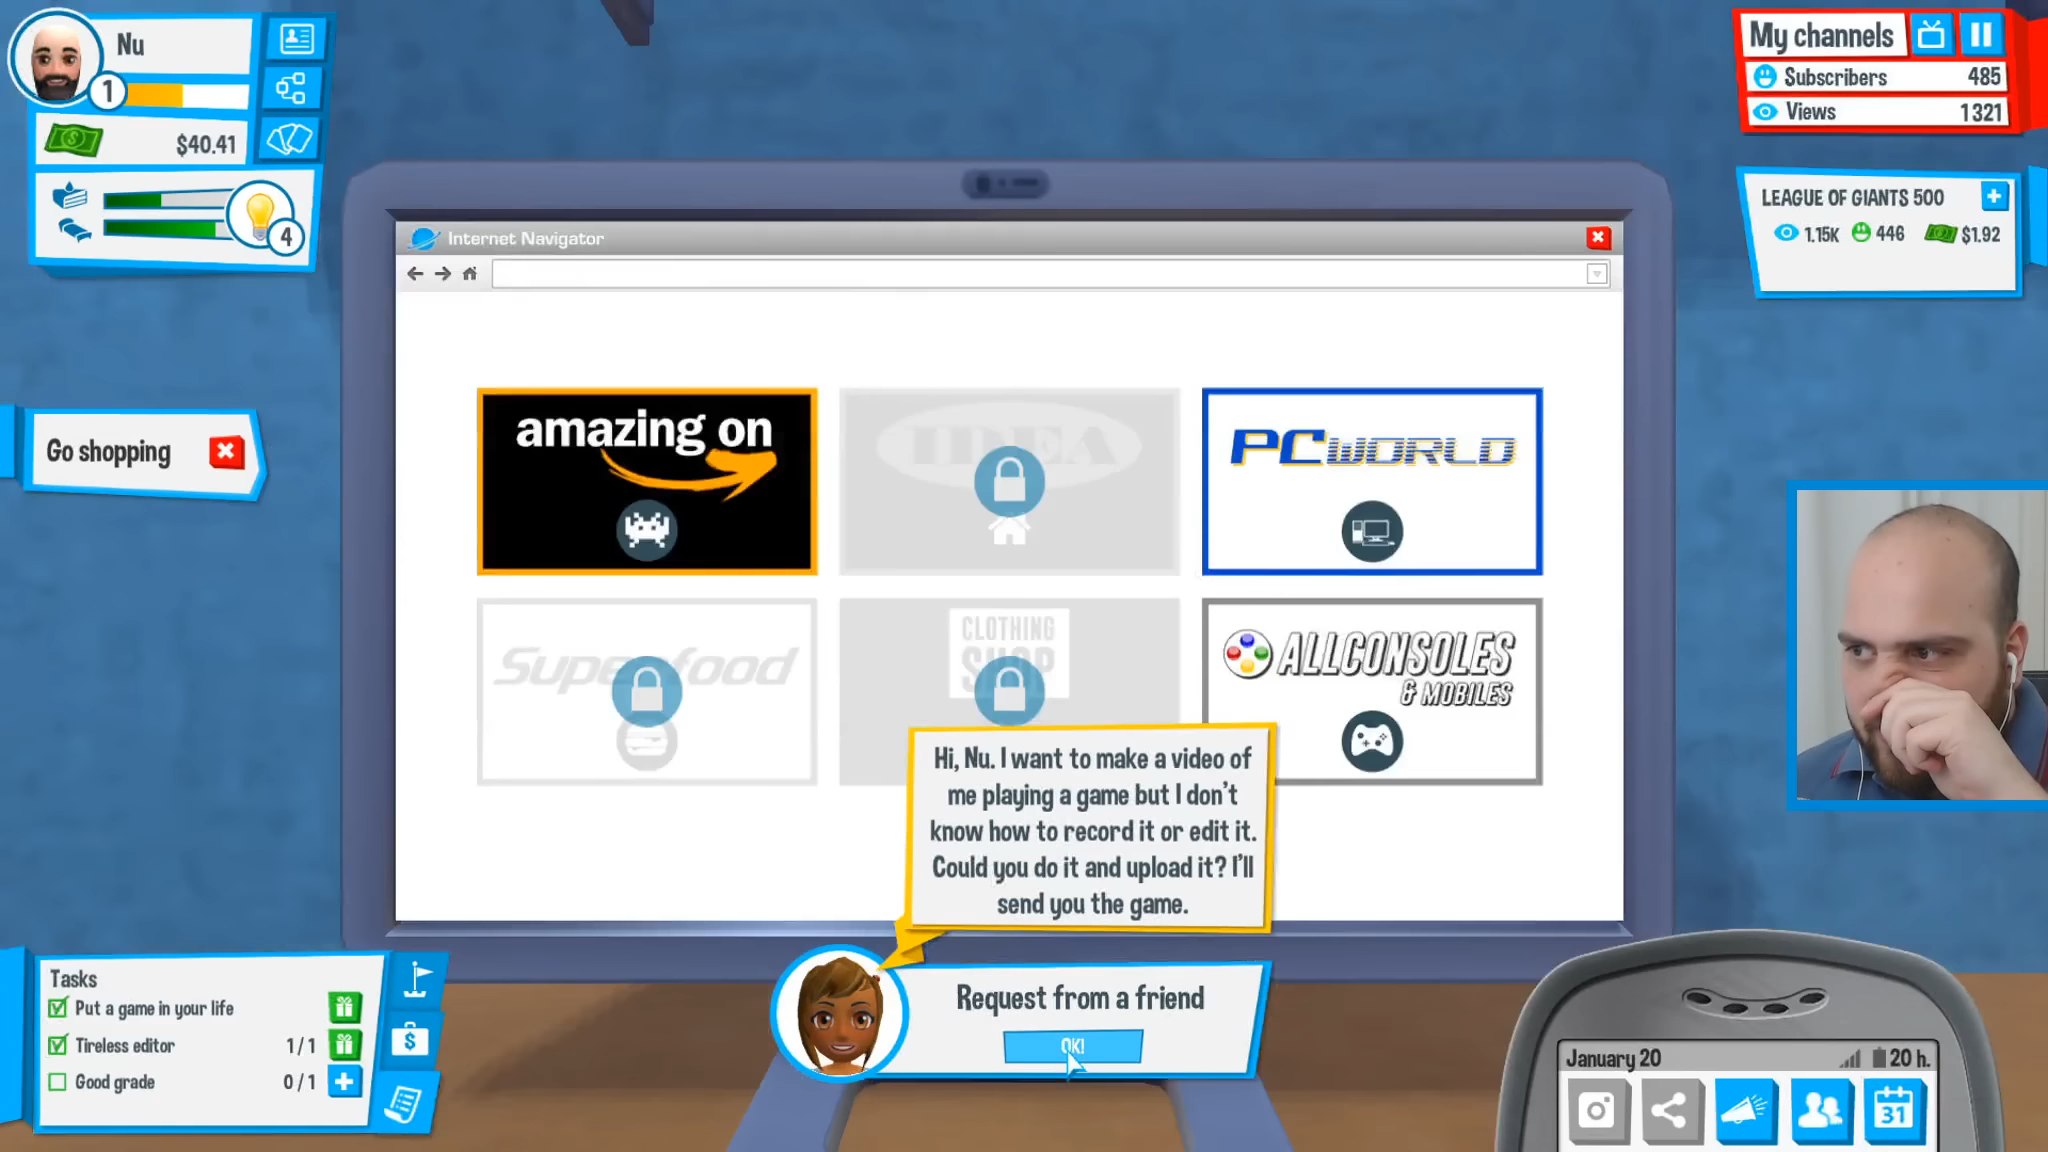 Nu
1
$40.41
4
My channels
Subscribers 485
Views 1321
LEAGUE OF GIANTS 500
1.15K 446 $1.92
Go shopping
Internet Navigator
amazing on
IDEA
PCWORLD
Superfood
CLOTHING
SHOP
ALLCONSOLES
& MOBILES
Hi, Nu. I want to make a video of
me playing a game but I don't
know how to record it or edit it.
Could you do it and upload it? I'll
send you the game.
Request from a friend
OK!
Tasks
Put a game in your life
Tireless editor 1/1
Good grade 0/1
January 20 20 h.
31